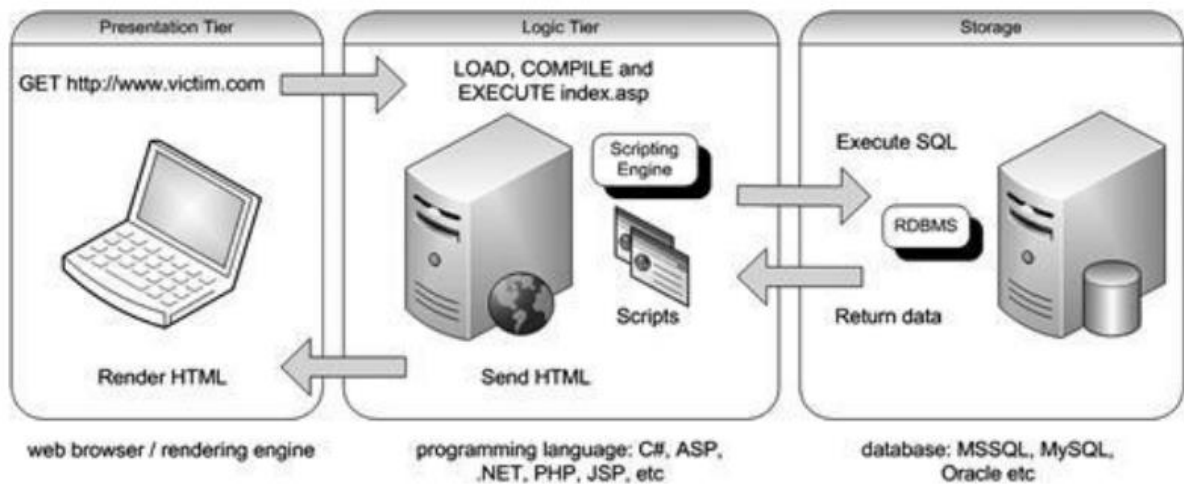 Presentation Tier
GET http://www.victim.com
Render HTML
web browser / rendering engine
Logic Tier
LOAD, COMPILE and
EXECUTE index.asp
Scripting
Engine
Scripts
Send HTML
programming language: C#, ASP,
.NET, PHP, JSP, etc
Storage
Execute SQL
RDBMS
Return data
database: MSSQL, MySQL,
Oracle etc